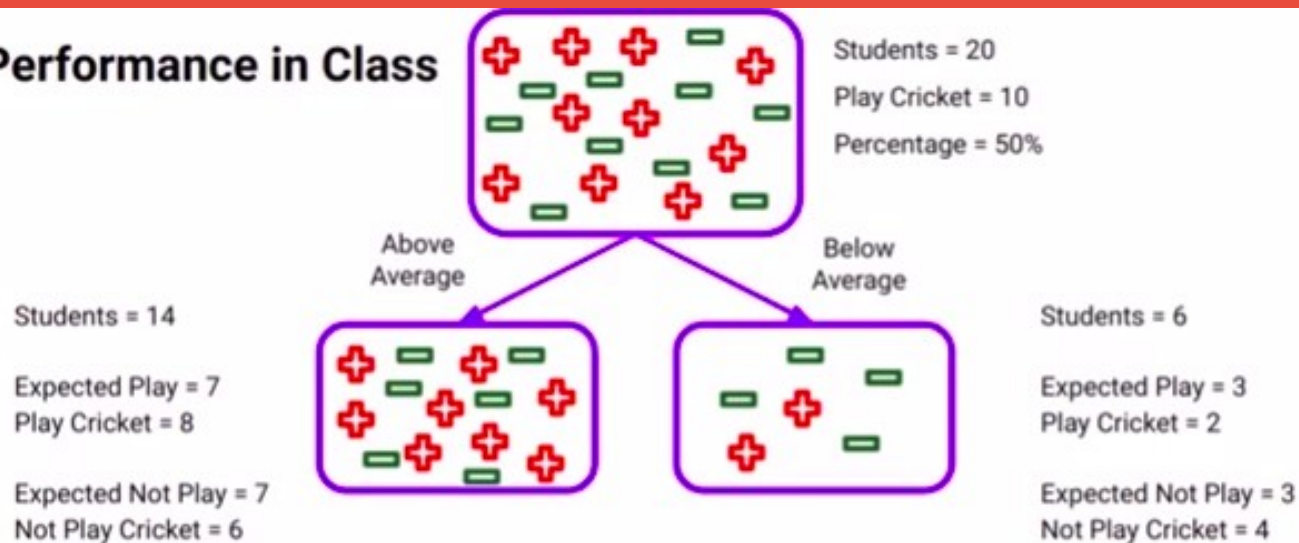 Performance in Class
Students = 20
Play Cricket = 10
Percentage = 50%
Above
Average
Below
Average
Students = 14
Expected Play = 7
Play Cricket = 8
Expected Not Play = 7
Not Play Cricket = 6
Students = 6
Expected Play = 3
Play Cricket = 2
Expected Not Play = 3
Not Play Cricket = 4